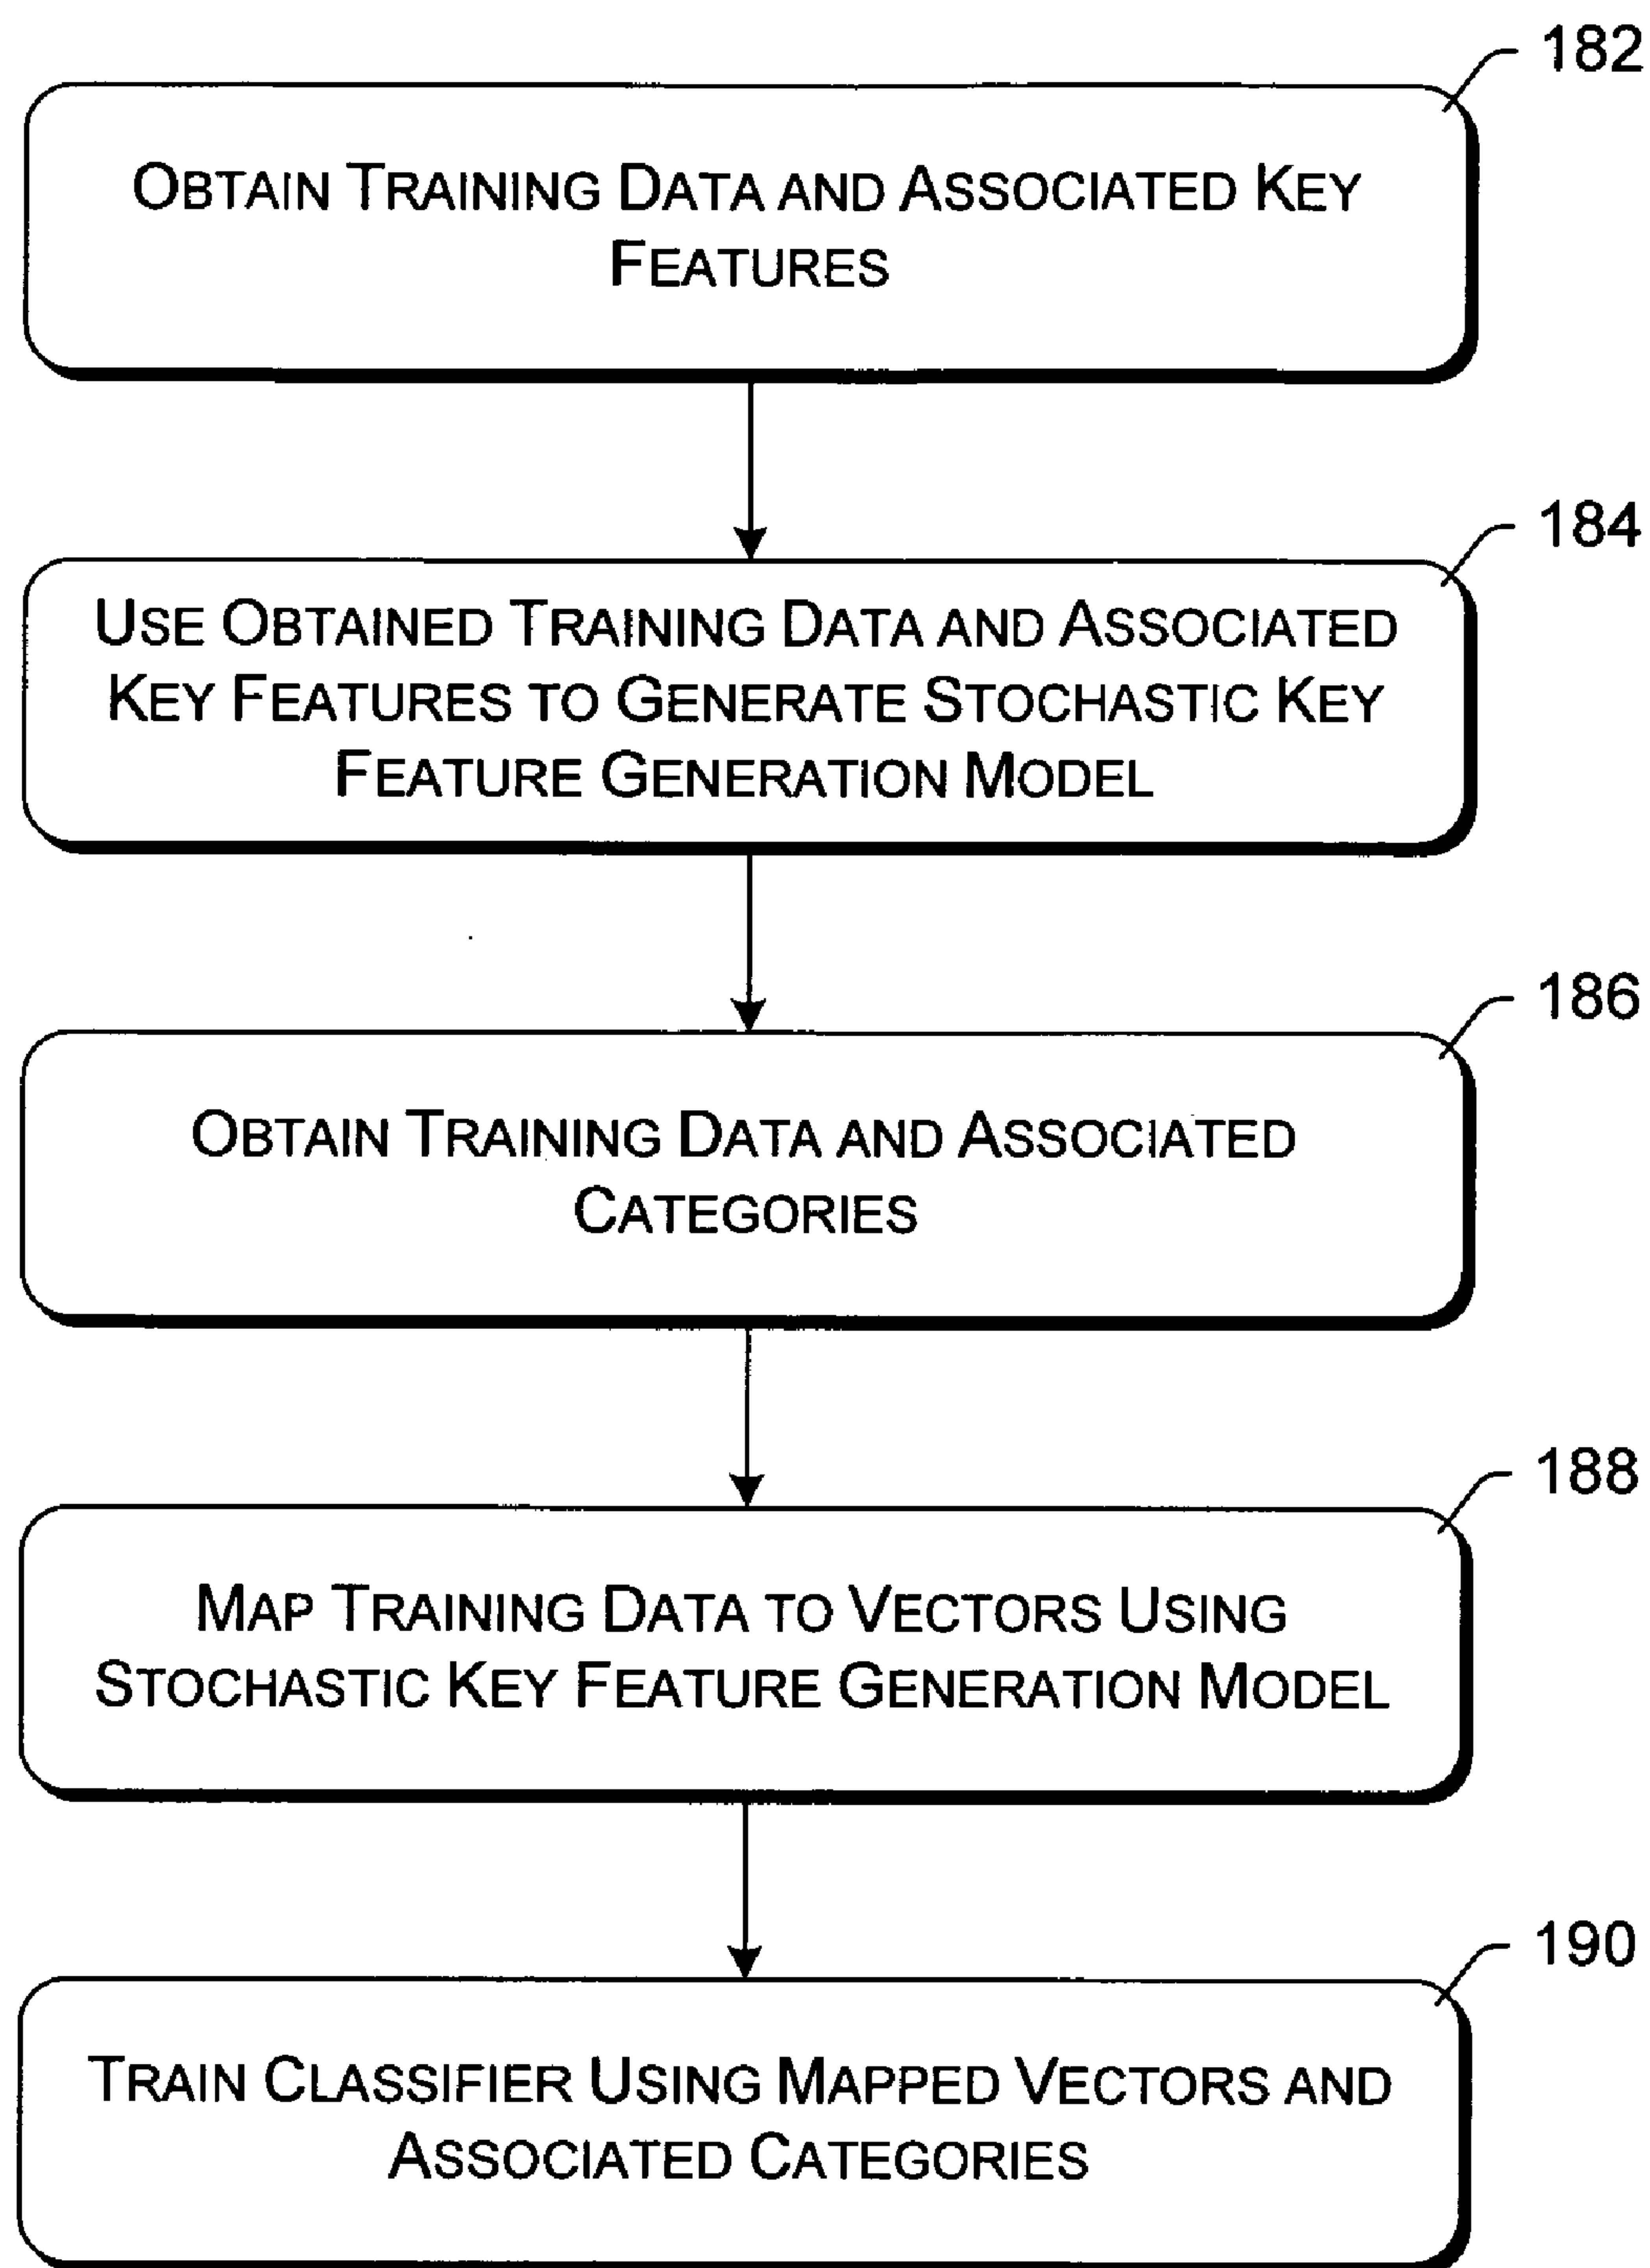 182
OBTAIN TRAINING DATA AND ASSOCIATED KEY
FEATURES
184
USE OBTAINED TRAINING DATA AND ASSOCIATED
KEY FEATURES TO GENERATE STOCHASTIC KEY
FEATURE GENERATION MODEL
186
OBTAIN TRAINING DATA AND ASSOCIATED
CATEGORIES
188
MAP TRAINING DATA TO VECTORS USING
STOCHASTIC KEY FEATURE GENERATION MODEL
190
TRAIN CLASSIFIER USING MAPPED VECTORS AND
ASSOCIATED CATEGORIES